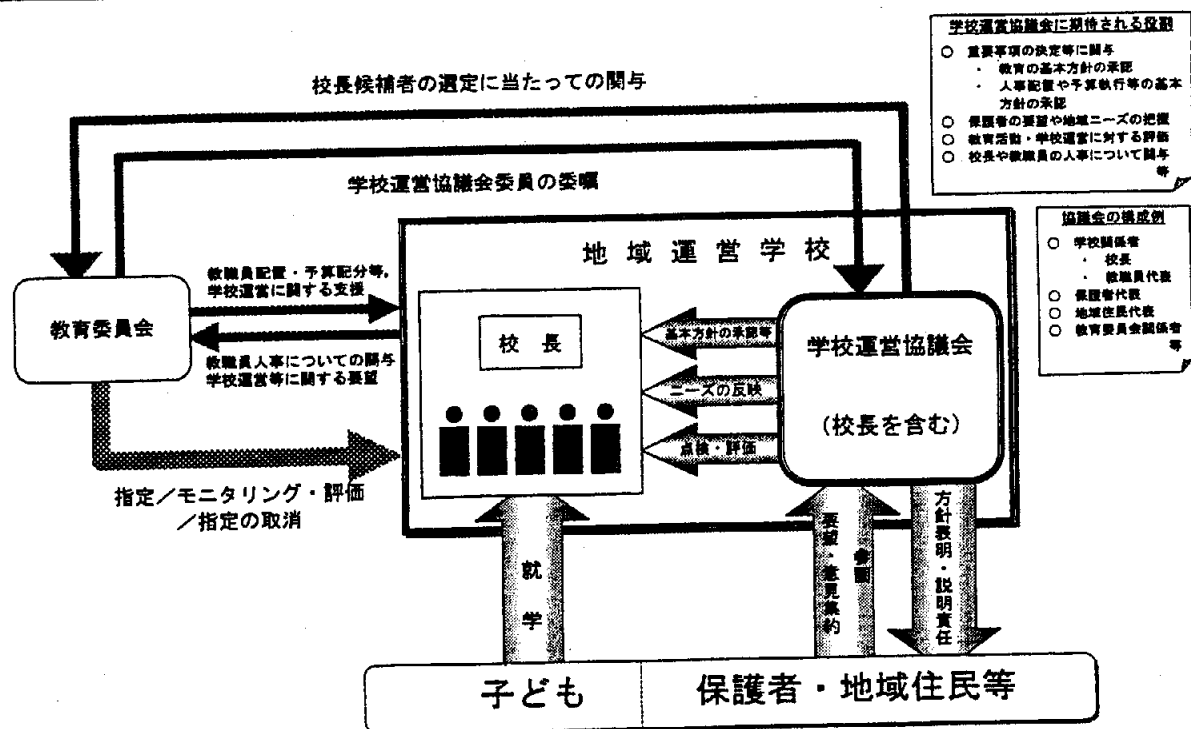 学校運営協議会に期待される役割
○ 重要事項の決定等に関与
・ 教育の基本方針の承認
・ 人事配置や予算執行等の基本
方針の承認
○ 保護者の要望や地域ニーズの把握
○ 教育活動・学校運営に対する評価
○ 校長や教職員の人事について関与
等
校長候補者の選定に当たっての関与
学校運営協議会委員の委嘱
協議会の構成例
○ 学校関係者
・ 校長
・ 教職員代表
○ 保護者代表
○ 地域住民代表
○ 教育委員会関係者
等
地域運営学校
教育委員会
教職員配置・予算配分等,
学校運営に関する支援
教職員人事についての関与
学校運営等に関する要望
校長
基本方針の承認等
ニーズの反映
点検・評価
学校運営協議会
(校長を含む)
指定/モニタリング・評価
/指定の取消
就学
参画
要望・意見集約
方針表明・説明責任
子ども
保護者・地域住民等